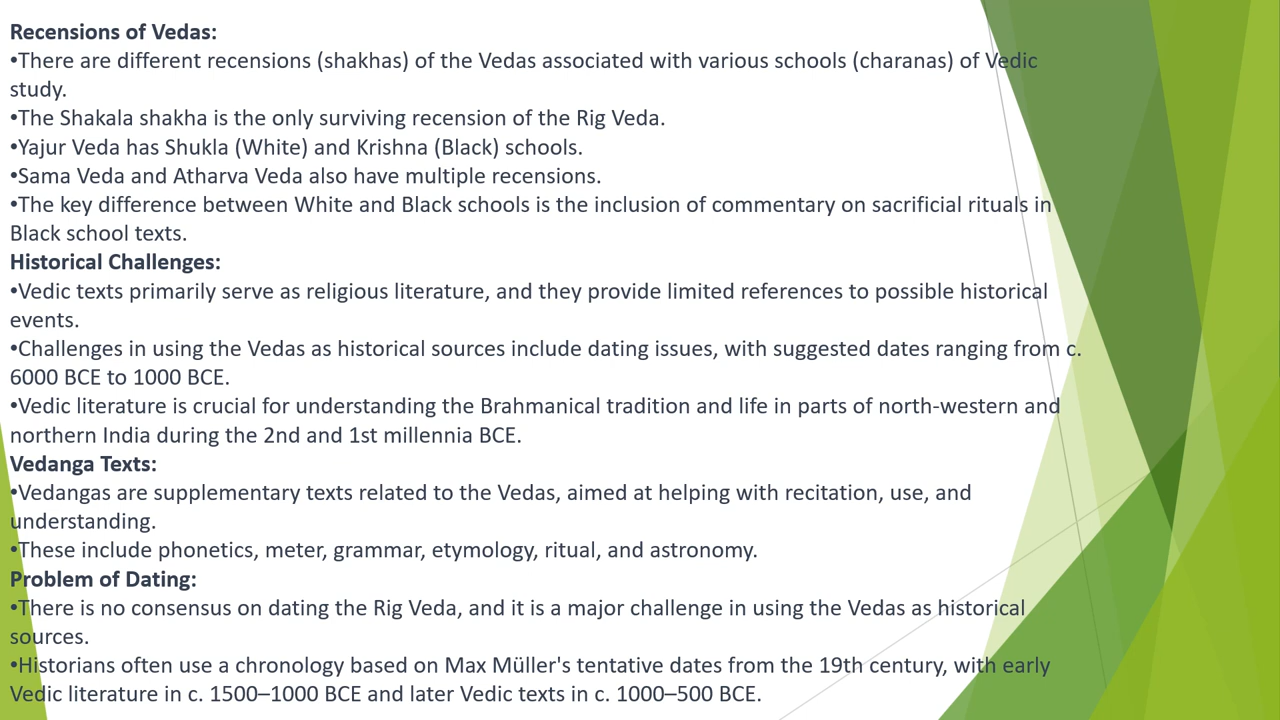 Recensions of Vedas:
•There are different recensions (shakhas) of the Vedas associated with various schools (charanas) of Vedic
study.
•The Shakala shakha is the only surviving recension of the Rig Veda.
•Yajur Veda has Shukla (White) and Krishna (Black) schools.
•Sama Veda and Atharva Veda also have multiple recensions.
•The key difference between White and Black schools is the inclusion of commentary on sacrificial rituals in
Black school texts.
Historical Challenges:
•Vedic texts primarily serve as religious literature, and they provide limited references to possible historical
events.
•Challenges in using the Vedas as historical sources include dating issues, with suggested dates ranging from c.
6000 BCE to 1000 BCE.
•Vedic literature is crucial for understanding the Brahmanical tradition and life in parts of north-western and
northern India during the 2nd and 1st millennia BCE.
Vedanga Texts:
•Vedangas are supplementary texts related to the Vedas, aimed at helping with recitation, use, and
understanding.
•These include phonetics, meter, grammar, etymology, ritual, and astronomy.
Problem of Dating:
•There is no consensus on dating the Rig Veda, and it is a major challenge in using the Vedas as historical
sources.
•Historians often use a chronology based on Max Müller's tentative dates from the 19th century, with early
Vedic literature in c. 1500–1000 BCE and later Vedic texts in c. 1000–500 BCE.